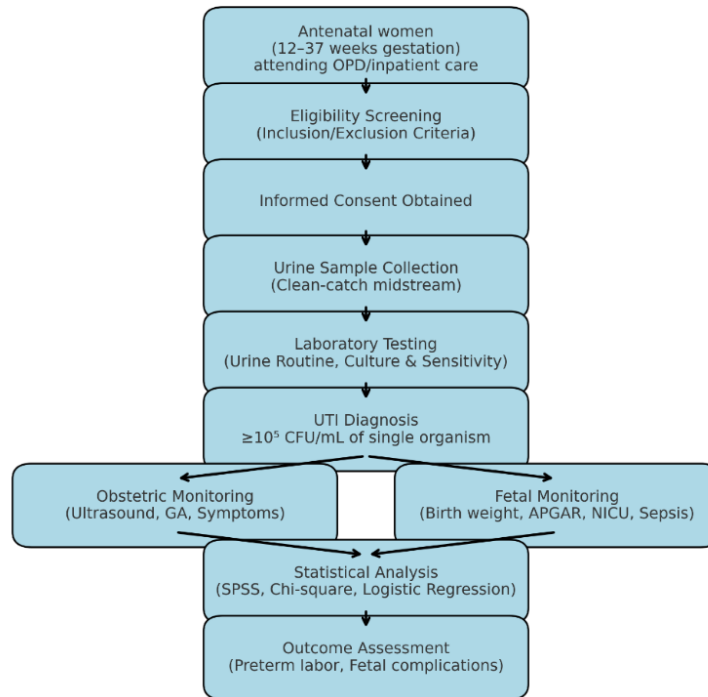 Antenatal women
(12–37 weeks gestation)
attending OPD/inpatient care
Eligibility Screening
(Inclusion/Exclusion Criteria)
Informed Consent Obtained
Urine Sample Collection
(Clean-catch midstream)
Laboratory Testing
(Urine Routine, Culture & Sensitivity)
UTI Diagnosis
≥10⁵ CFU/mL of single organism
Obstetric Monitoring
(Ultrasound, GA, Symptoms)
Fetal Monitoring
(Birth weight, APGAR, NICU, Sepsis)
Statistical Analysis
(SPSS, Chi-square, Logistic Regression)
Outcome Assessment
(Preterm labor, Fetal complications)